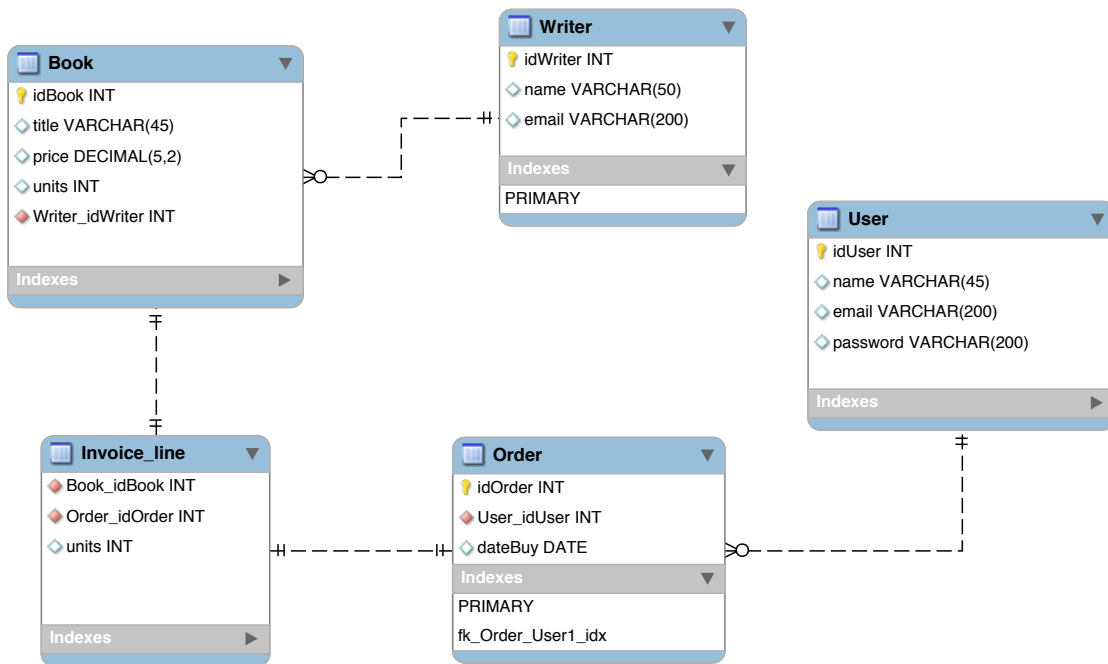 Book
idBook INT
title VARCHAR(45)
price DECIMAL(5,2)
units INT
Writer_idWriter INT
Indexes
Writer
idWriter INT
name VARCHAR(50)
email VARCHAR(200)
Indexes
PRIMARY
User
idUser INT
name VARCHAR(45)
email VARCHAR(200)
password VARCHAR(200)
Indexes
Invoice_line
Book_idBook INT
Order_idOrder INT
units INT
Indexes
Order
idOrder INT
User_idUser INT
dateBuy DATE
Indexes
PRIMARY
fk_Order_User1_idx